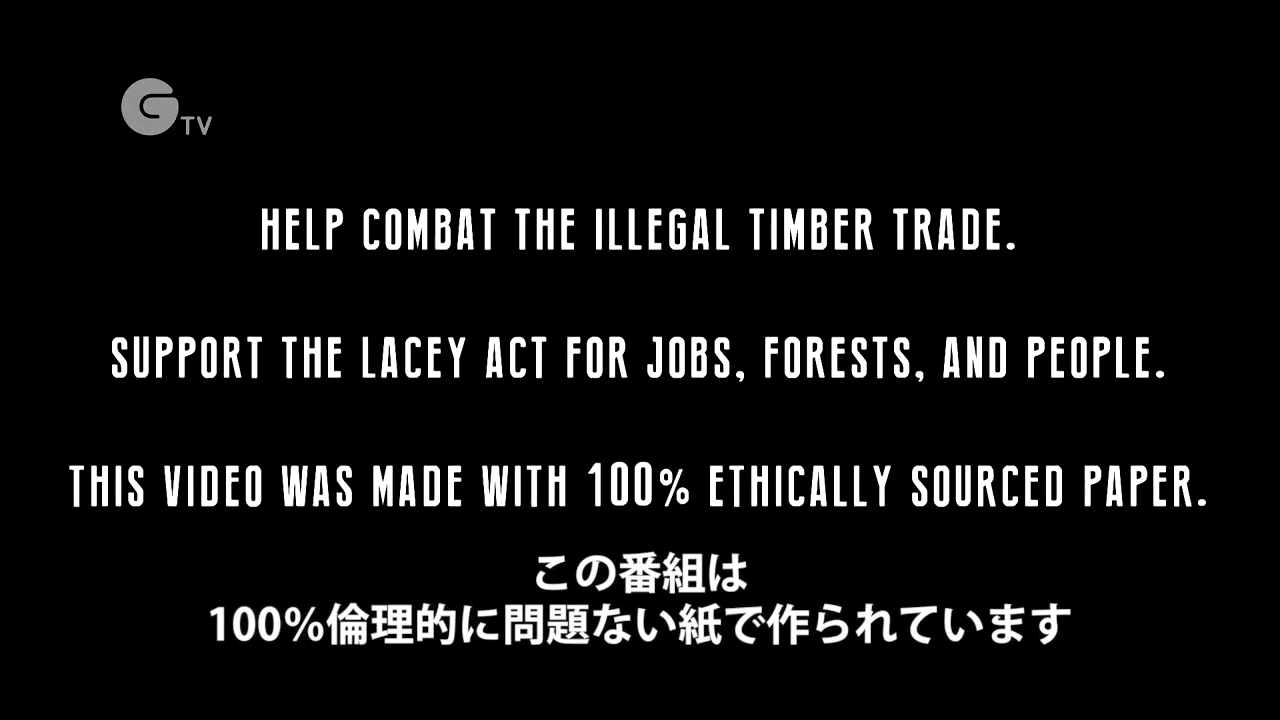 G TV
HELP COMBAT THE ILLEGAL TIMBER TRADE.
SUPPORT THE LACEY ACT FOR JOBS, FORESTS, AND PEOPLE.
THIS VIDEO WAS MADE WITH 100% ETHICALLY SOURCED PAPER.
この番組は
100%倫理的に問題ない紙で作られています